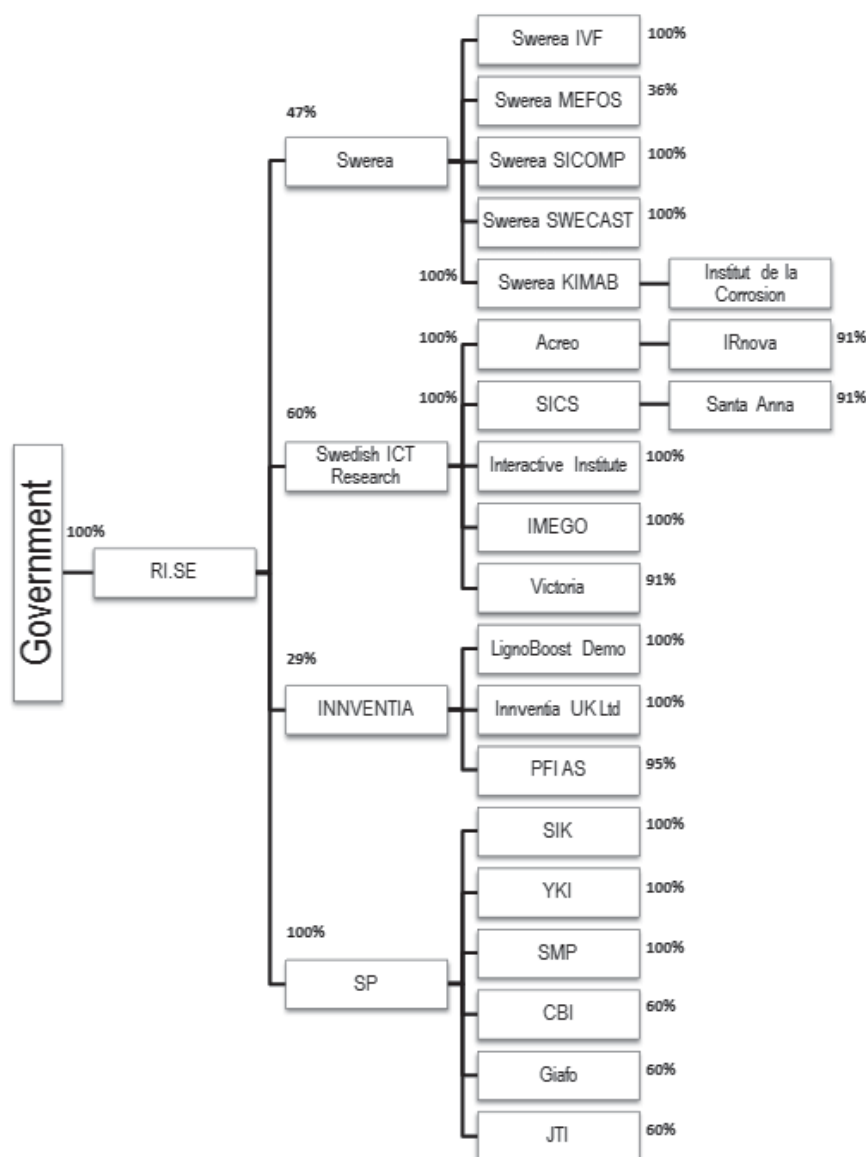 Government
100%
RI.SE
47%
Swerea
Swerea IVF
100%
Swerea MEFOS
36%
Swerea SICOMP
100%
Swerea SWECAST
100%
100%
Swerea KIMAB
Institut de la
Corrosion
60%
Swedish ICT
Research
100%
Acreo
IRnova
91%
100%
SICS
Santa Anna
91%
Interactive Institute
100%
IMEGO
100%
Victoria
91%
29%
INNVENTIA
LignoBoost Demo
100%
Innventia UK Ltd
100%
PFI AS
95%
100%
SP
SIK
100%
YKI
100%
SMP
100%
CBI
60%
Glafo
60%
JTI
60%